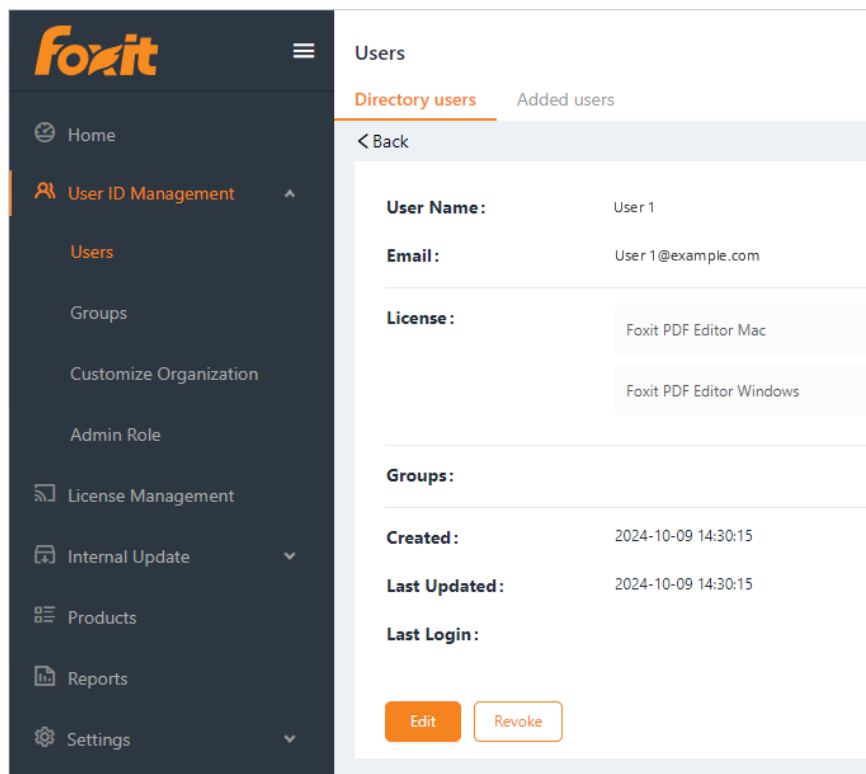 foxit
Home
User ID Management
Users
Groups
Customize Organization
Admin Role
License Management
Internal Update
Products
Reports
Settings
Users
Directory users Added users
Back
User Name: User 1
Email: User 1@example.com
License: Foxit PDF Editor Mac
Foxit PDF Editor Windows
Groups:
Created: 2024-10-09 14:30:15
Last Updated: 2024-10-09 14:30:15
Last Login:
Edit Revoke